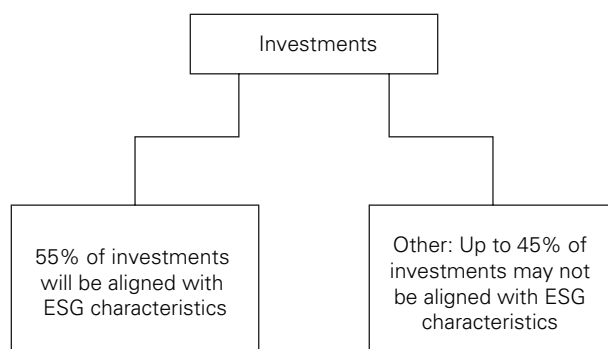 Investments
55% of investments
will be aligned with
ESG characteristics
Other: Up to 45% of
investments may not
be aligned with ESG
characteristics